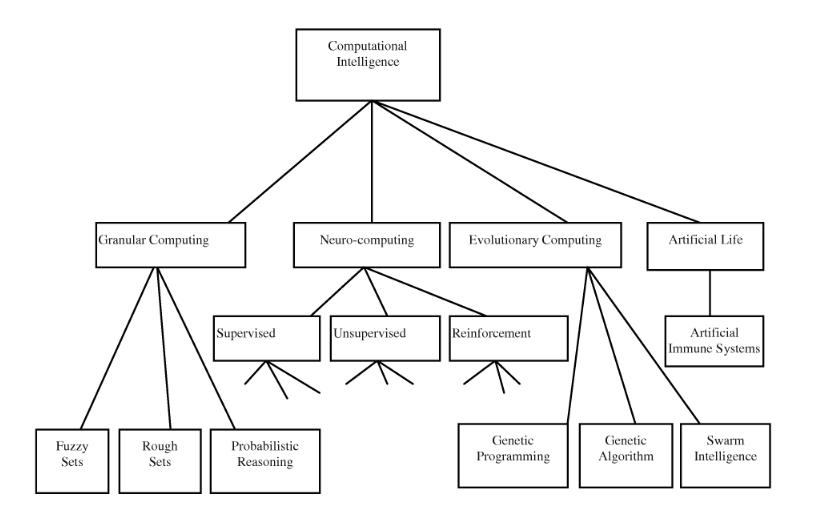 Computational
Intelligence
Granular Computing
Neuro-computing
Evolutionary Computing
Artificial Life
Supervised
Unsupervised
Reinforcement
Artificial
Immune Systems
Fuzzy
Sets
Rough
Sets
Probabilistic
Reasoning
Genetic
Programming
Genetic
Algorithm
Swarm
Intelligence